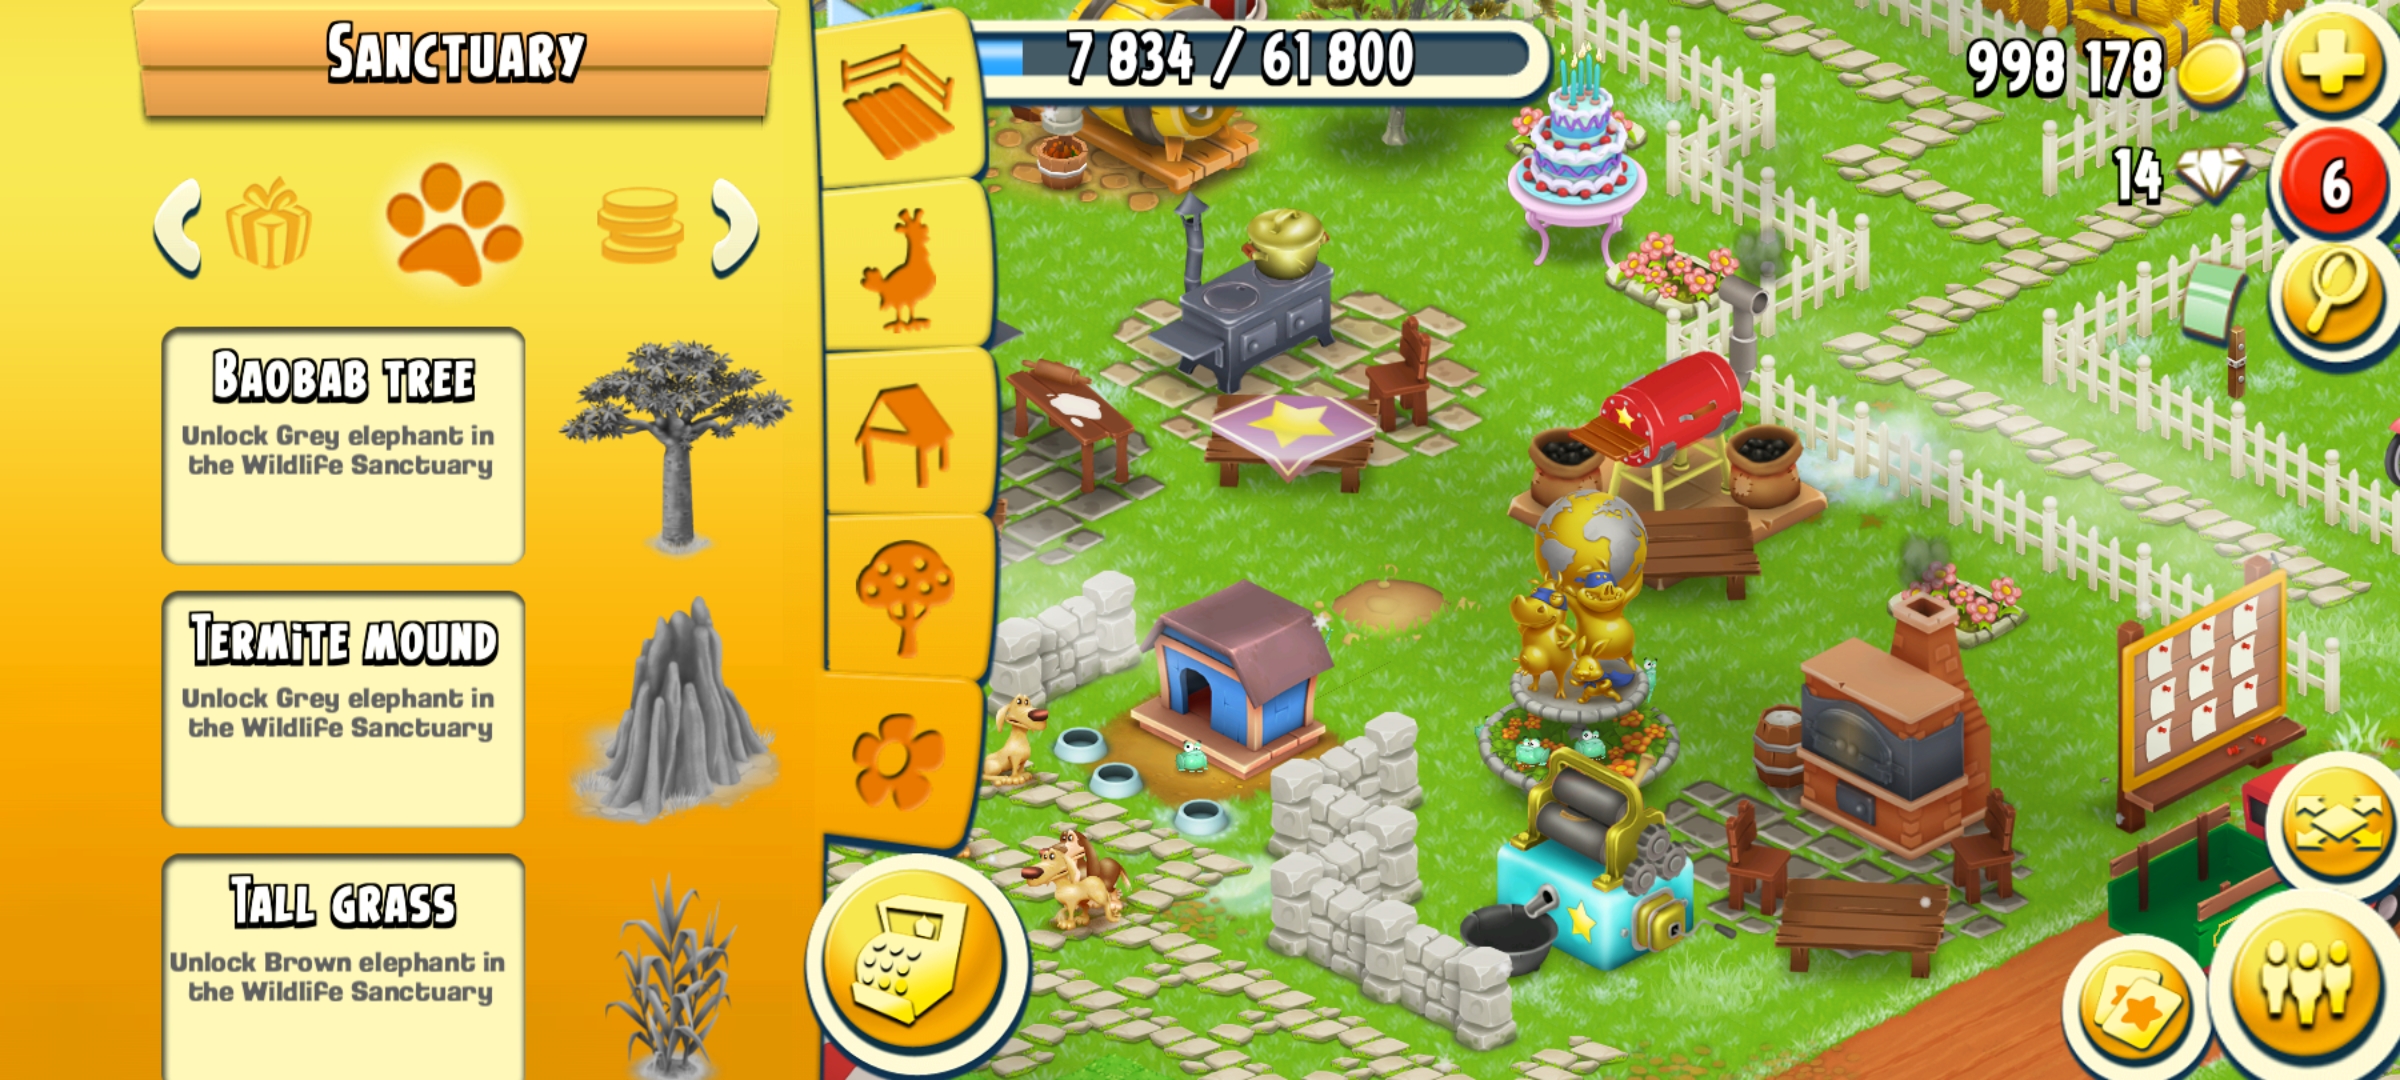 SANCTUARY
7 834 / 61 800
998 178
14
6
BAOBAB TREE
Unlock Grey elephant in
the Wildlife Sanctuary
TERMITE MOUND
Unlock Grey elephant in
the Wildlife Sanctuary
TALL GRASS
Unlock Brown elephant in
the Wildlife Sanctuary